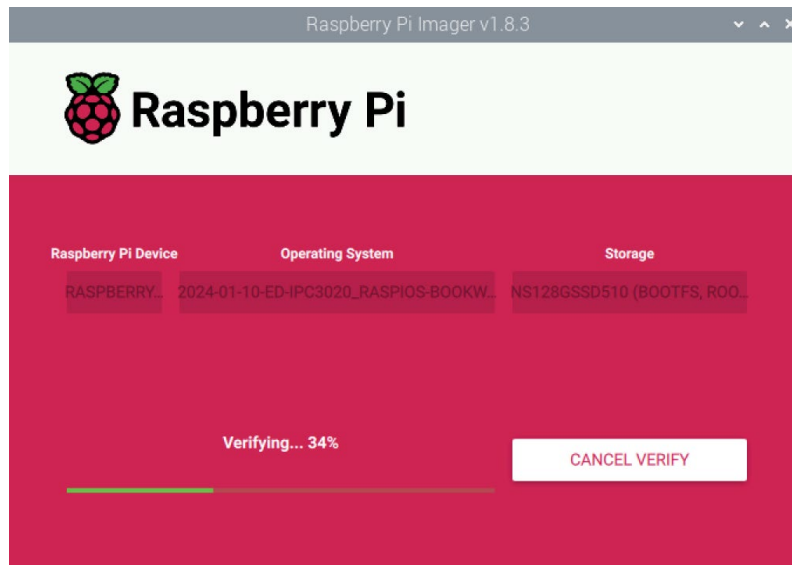 Raspberry Pi Imager v1.8.3
Raspberry Pi
Raspberry Pi Device Operating System Storage
RASPBERRY... 2024-01-10-ED-IPC3020_RASPIOS-BOOKW... NS128GSSD510 (BOOTFS, ROO...
Verifying... 34%
CANCEL VERIFY